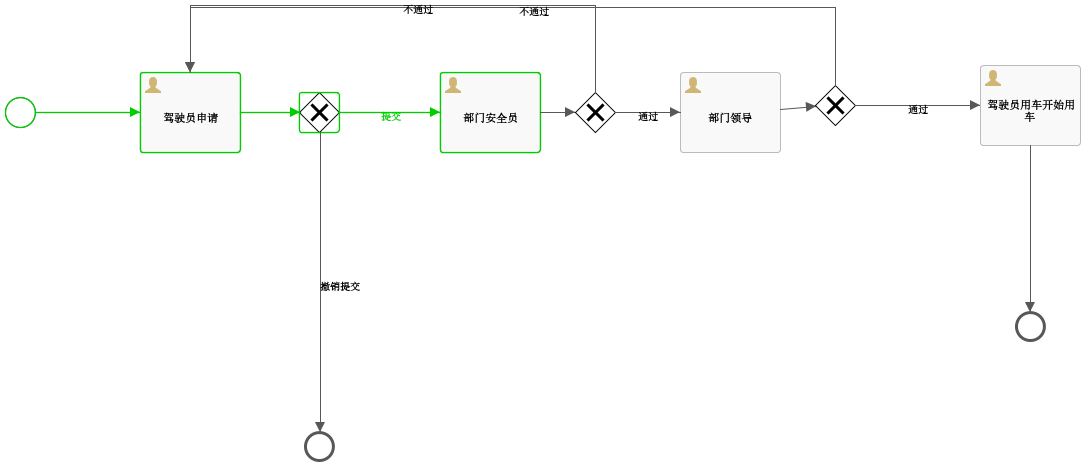 不通过
不通过
驾驶员申请
提交
部门安全员
通过
部门领导
通过
驾驶员用车开始用
车
撤销提交